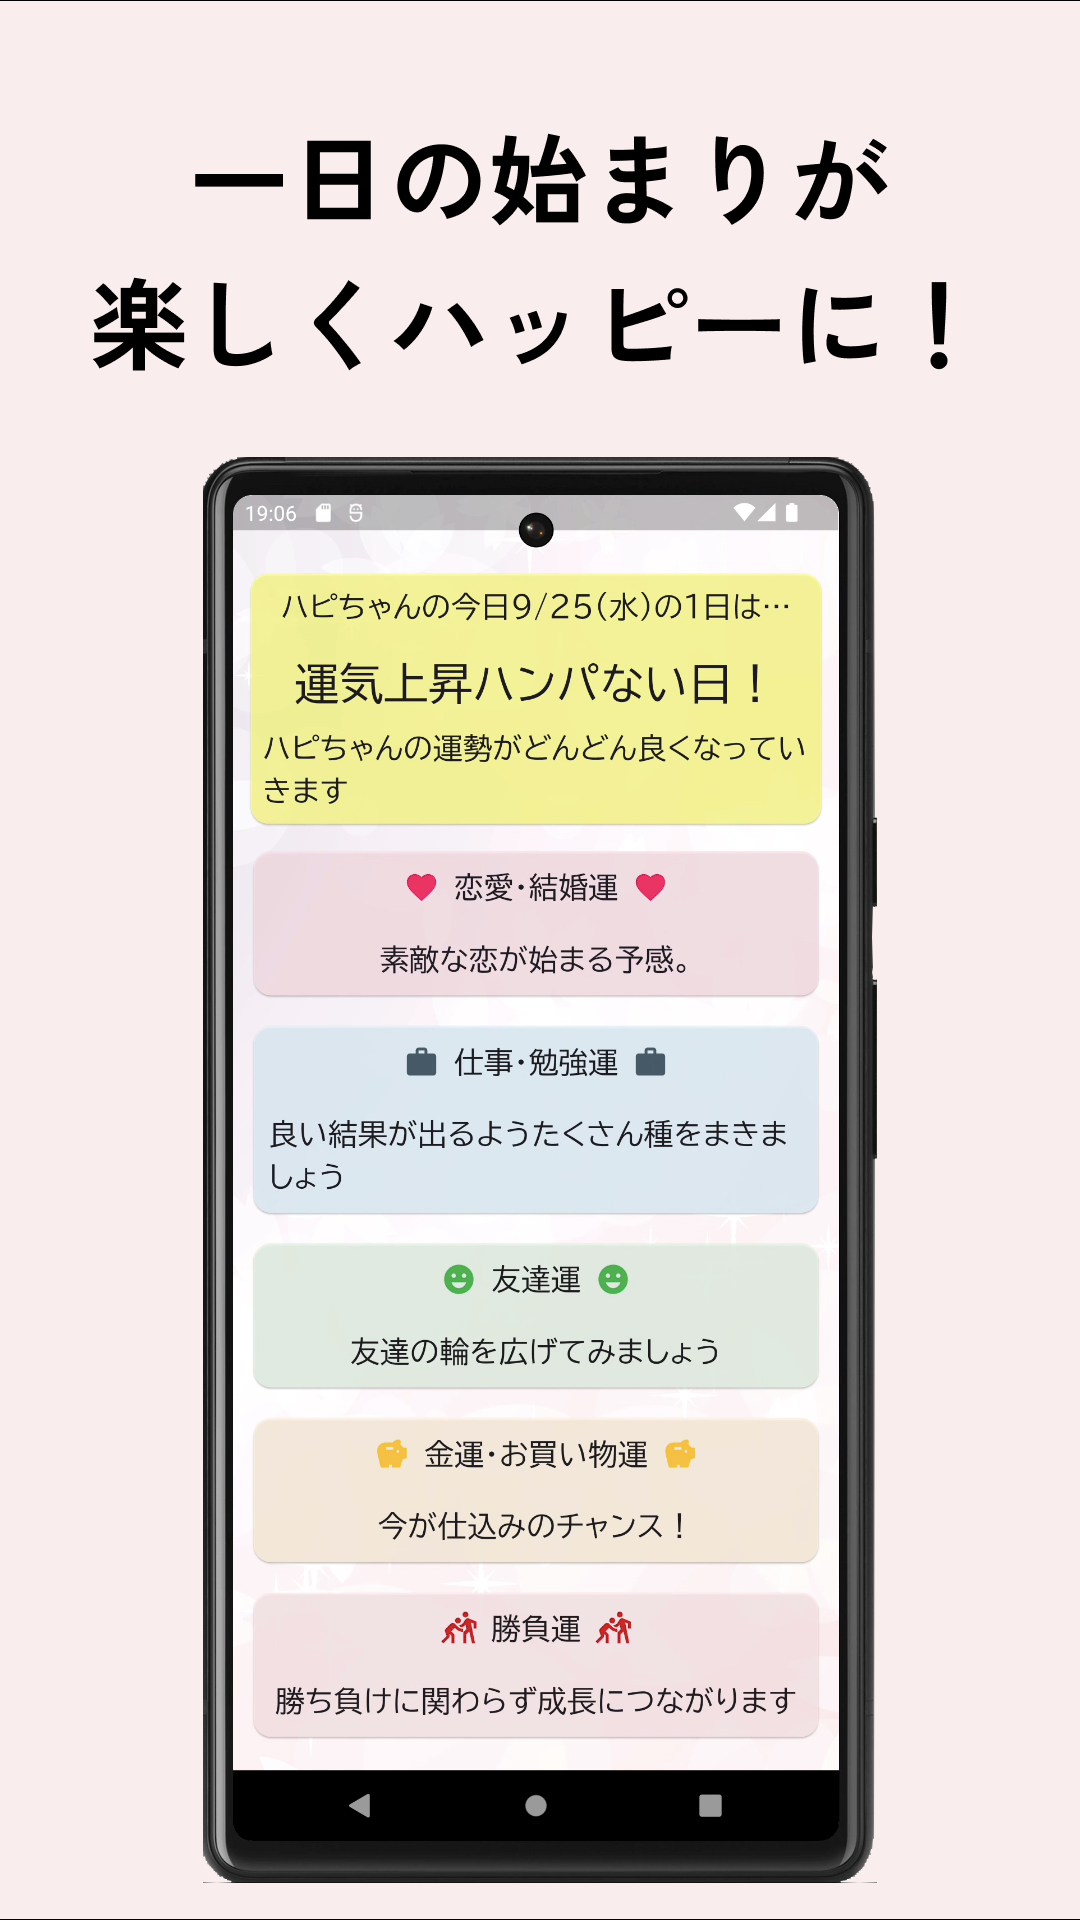 一日の始まりが
楽しくハッピーに！
19:06
ハピちゃんの今日9/25(水)の1日は…
運気上昇ハンパない日！
ハピちゃんの運勢がどんどん良くなってい
きます
恋愛・結婚運
素敵な恋が始まる予感。
仕事・勉強運
良い結果が出るようたくさん種をまきま
しょう
友達運
友達の輪を広げてみましょう
金運・お買い物運
今が仕込みのチャンス！
勝負運
勝ち負けに関わらず成長につながります